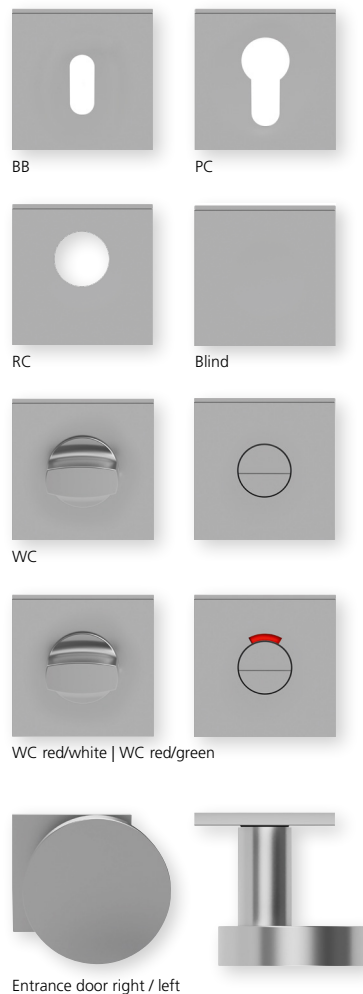 BB
PC
RC
Blind
WC
WC red/white | WC red/green
Entrance door right / left